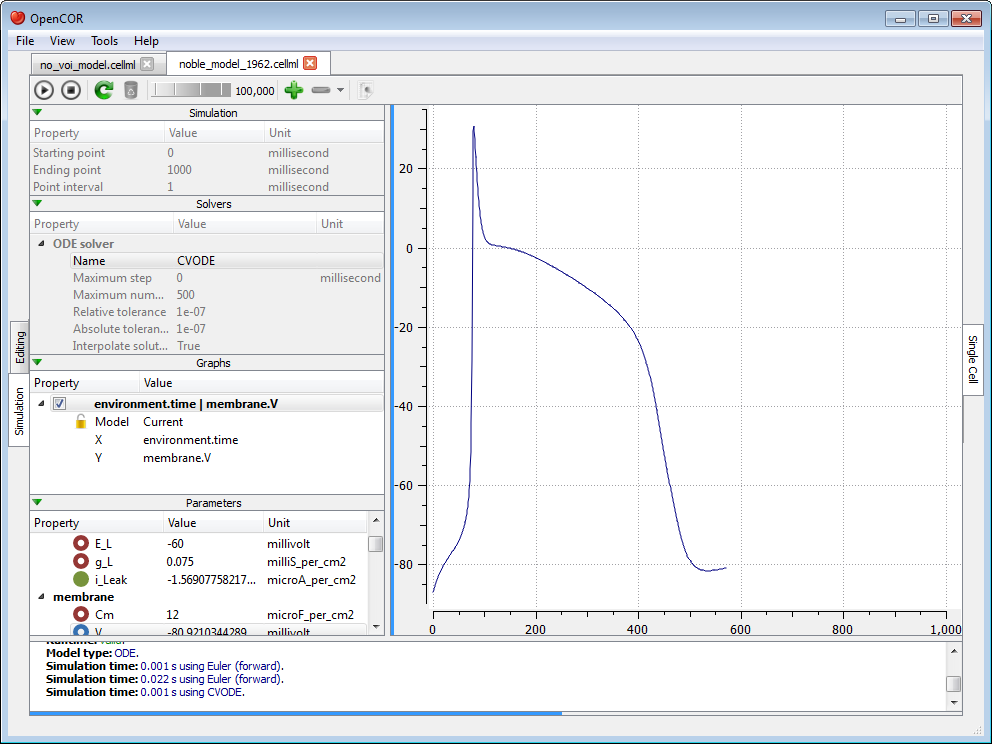 OpenCOR
File View Tools Help
no_voi_model.cellml noble_model_1962.cellml
100,000
Simulation
Property Value Unit
Starting point 0 millisecond
Ending point 1000 millisecond
Point interval 1 millisecond
Solvers
Property Value Unit
ODE solver
Name CVODE
Maximum step 0 millisecond
Maximum num... 500
Relative tolerance 1e-07
Absolute toleran... 1e-07
Interpolate solut... True
Graphs
Property Value
environment.time | membrane.V
Model Current
X environment.time
Y membrane.V
Parameters
Property Value Unit
E_L -60 millivolt
g_L 0.075 milliS_per_cm2
i_Leak -1.56907758217... microA_per_cm2
membrane
Cm 12 microF_per_cm2
V -80.9210344289 millivolt
Editing
Simulation
20
0
-20
-40
-60
-80
0 200 400 600 800 1,000
Single Cell
Runtime: valid.
Model type: ODE.
Simulation time: 0.001 s using Euler (forward).
Simulation time: 0.022 s using Euler (forward).
Simulation time: 0.001 s using CVODE.